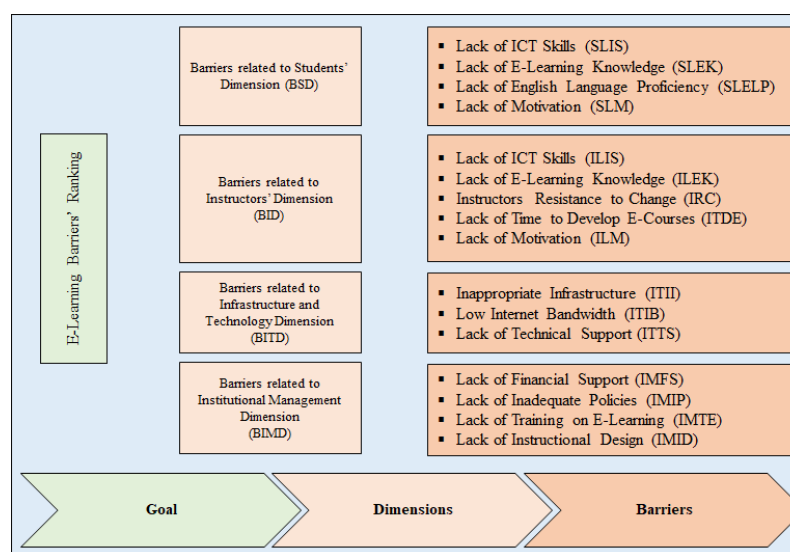 E-Learning Barriers' Ranking
Barriers related to Students'
Dimension (BSD)
▪ Lack of ICT Skills (SLIS)
▪ Lack of E-Learning Knowledge (SLEK)
▪ Lack of English Language Proficiency (SLELP)
▪ Lack of Motivation (SLM)
Barriers related to
Instructors' Dimension
(BID)
▪ Lack of ICT Skills (ILIS)
▪ Lack of E-Learning Knowledge (ILEK)
▪ Instructors Resistance to Change (IRC)
▪ Lack of Time to Develop E-Courses (ITDE)
▪ Lack of Motivation (ILM)
Barriers related to
Infrastructure and
Technology Dimension
(BITD)
▪ Inappropriate Infrastructure (ITII)
▪ Low Internet Bandwidth (ITIB)
▪ Lack of Technical Support (ITTS)
Barriers related to
Institutional Management
Dimension
(BIMD)
▪ Lack of Financial Support (IMFS)
▪ Lack of Inadequate Policies (IMIP)
▪ Lack of Training on E-Learning (IMTE)
▪ Lack of Instructional Design (IMID)
Goal
Dimensions
Barriers